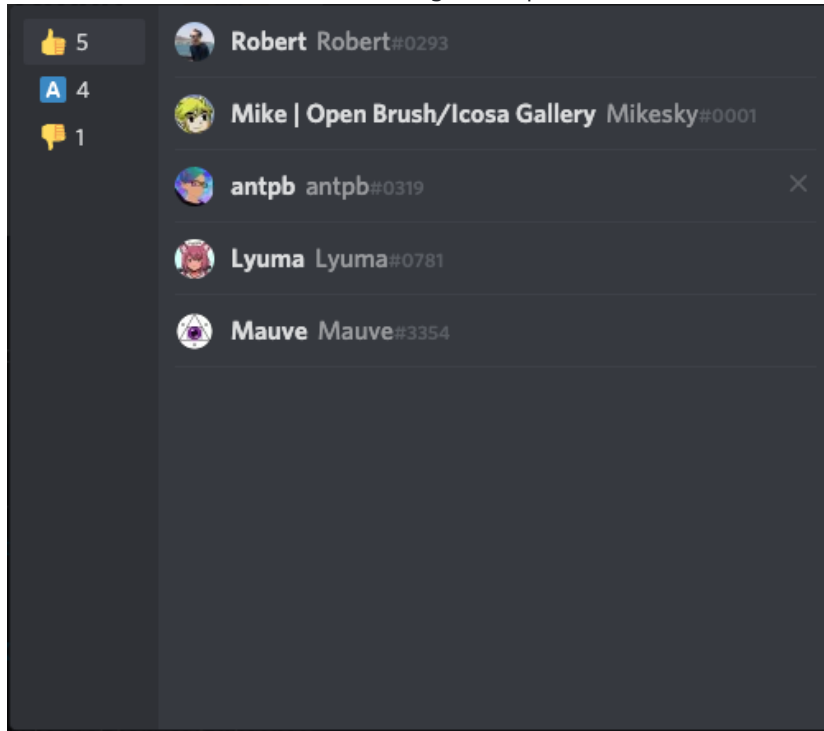 5
4
1
Robert Robert#0293
Mike | Open Brush/Icosa Gallery Mikesky#0001
antpb antpb#0319
Lyuma Lyuma#0781
Mauve Mauve#3354